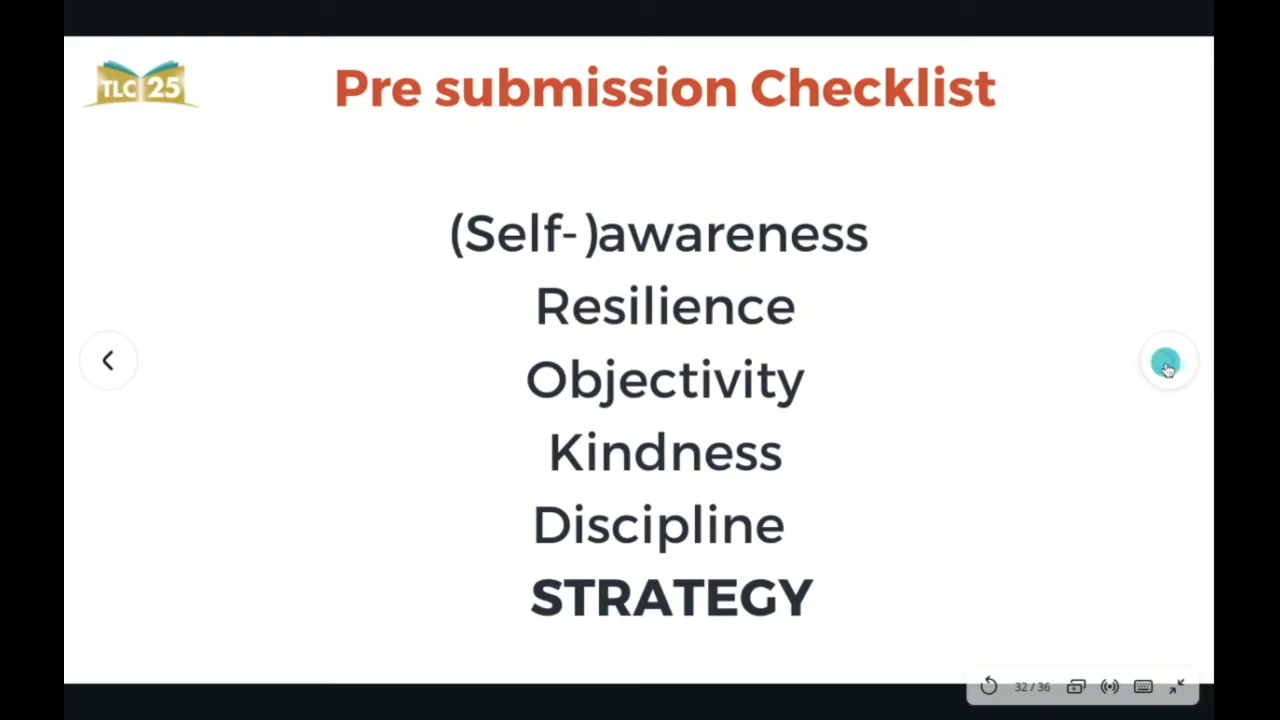 TLC 25
Pre submission Checklist
(Self- )awareness
Resilience
Objectivity
Kindness
Discipline
STRATEGY
32 / 36